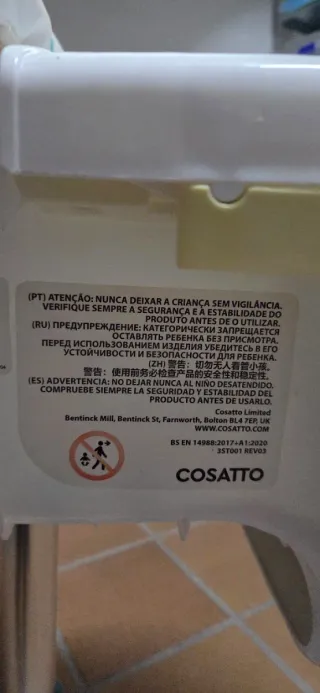 (PT) ATENÇÃO: NUNCA DEIXAR A CRIANÇA SEM VIGILÂNCIA.
VERIFIQUE SEMPRE A SEGURANÇA E A ESTABILIDADE DO
PRODUTO ANTES DE O UTILIZAR.
(RU) ПРЕДУПРЕЖДЕНИЕ: КАТЕГОРИЧЕСКИ ЗАПРЕЩАЕТСЯ
ОСТАВЛЯТЬ РЕБЕНКА БЕЗ ПРИСМОТРА.
ПЕРЕД ИСПОЛЬЗОВАНИЕМ ИЗДЕЛИЯ УБЕДИТЕСЬ В ЕГО
УСТОЙЧИВОСТИ И БЕЗОПАСНОСТИ ДЛЯ РЕБЕНКА.
(ZH) 警告：切勿无人看管小孩。
警告：使用前务必检查产品的安全性和稳定性。
(ES) ADVERTENCIA: NO DEJAR NUNCA AL NIÑO DESATENDIDO.
COMPRUEBE SIEMPRE LA SEGURIDAD Y ESTABILIDAD DEL
PRODUCTO ANTES DE USARLO.
Cosatto Limited
Bentinck Mill, Bentinck St, Farnworth, Bolton BL4 7EP, UK
WWW.COSATTO.COM
BS EN 14988:2017+A1:2020
35T001 REV03
COSATTO